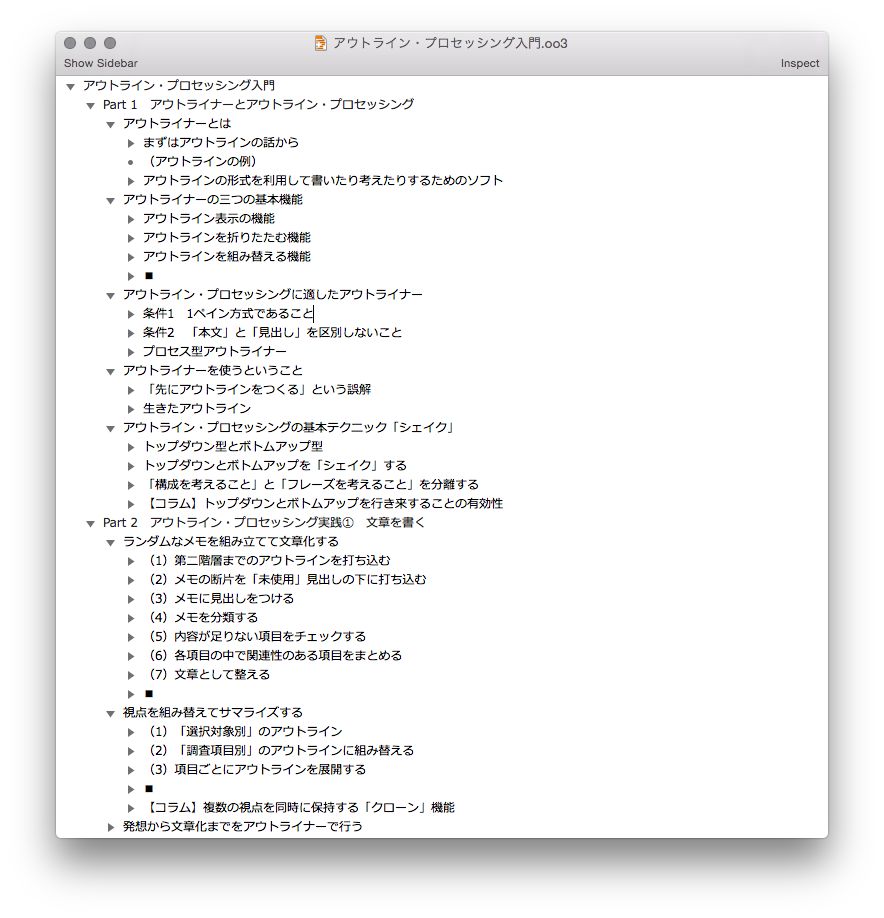 アウトライン・プロセッシング入門.oo3
Show Sidebar
Inspect
アウトライン・プロセッシング入門
Part 1　アウトライナーとアウトライン・プロセッシング
アウトライナーとは
まずはアウトラインの話から
（アウトラインの例）
アウトラインの形式を利用して書いたり考えたりするためのソフト
アウトライナーの三つの基本機能
アウトライン表示の機能
アウトラインを折りたたむ機能
アウトラインを組み替える機能
■
アウトライン・プロセッシングに適したアウトライナー
条件1　1ペイン方式であること
条件2　「本文」と「見出し」を区別しないこと
プロセス型アウトライナー
アウトライナーを使うということ
「先にアウトラインをつくる」という誤解
生きたアウトライン
アウトライン・プロセッシングの基本テクニック「シェイク」
トップダウン型とボトムアップ型
トップダウンとボトムアップを「シェイク」する
「構成を考えること」と「フレーズを考えること」を分離する
【コラム】トップダウンとボトムアップを行き来することの有効性
Part 2　アウトライン・プロセッシング実践①　文章を書く
ランダムなメモを組み立てて文章化する
（1）第二階層までのアウトラインを打ち込む
（2）メモの断片を「未使用」見出しの下に打ち込む
（3）メモに見出しをつける
（4）メモを分類する
（5）内容が足りない項目をチェックする
（6）各項目の中で関連性のある項目をまとめる
（7）文章として整える
■
視点を組み替えてサマライズする
（1）「選択対象別」のアウトライン
（2）「調査項目別」のアウトラインに組み替える
（3）項目ごとにアウトラインを展開する
■
【コラム】複数の視点を同時に保持する「クローン」機能
発想から文章化までをアウトライナーで行う